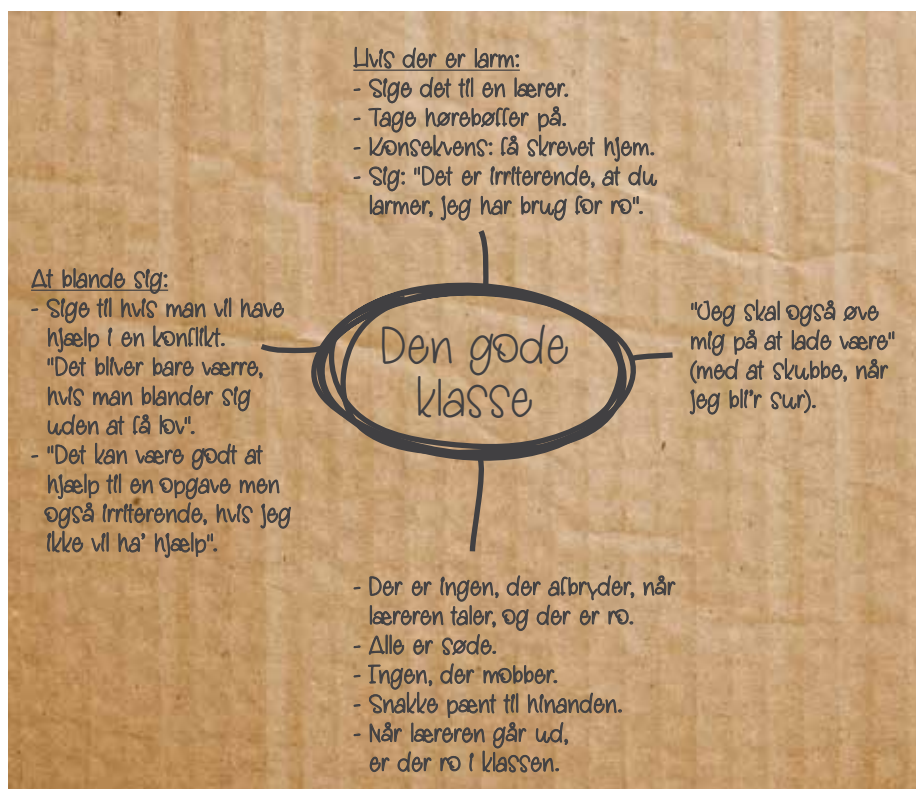 Hvis der er larm:
- Sige det til en lærer.
- Tage hørebøffer på.
- Konsekvens: få skrevet hjem.
- Sig: "Det er irriterende, at du
larmer, jeg har brug for ro".
At blande sig:
- Sige til hvis man vil have
hjælp i en konflikt.
"Det bliver bare værre,
hvis man blander sig
uden at få lov".
- "Det kan være godt at
hjælp til en opgave men
også irriterende, hvis jeg
ikke vil ha' hjælp".
Den gode
klasse
"Jeg skal også øve
mig på at lade være"
(med at skubbe, når
jeg bli'r sur).
- Der er ingen, der afbryder, når
læreren taler, og der er ro.
- Alle er søde.
- Ingen, der mobber.
- Snakke pænt til hinanden.
- Når læreren går ud,
er der ro i klassen.